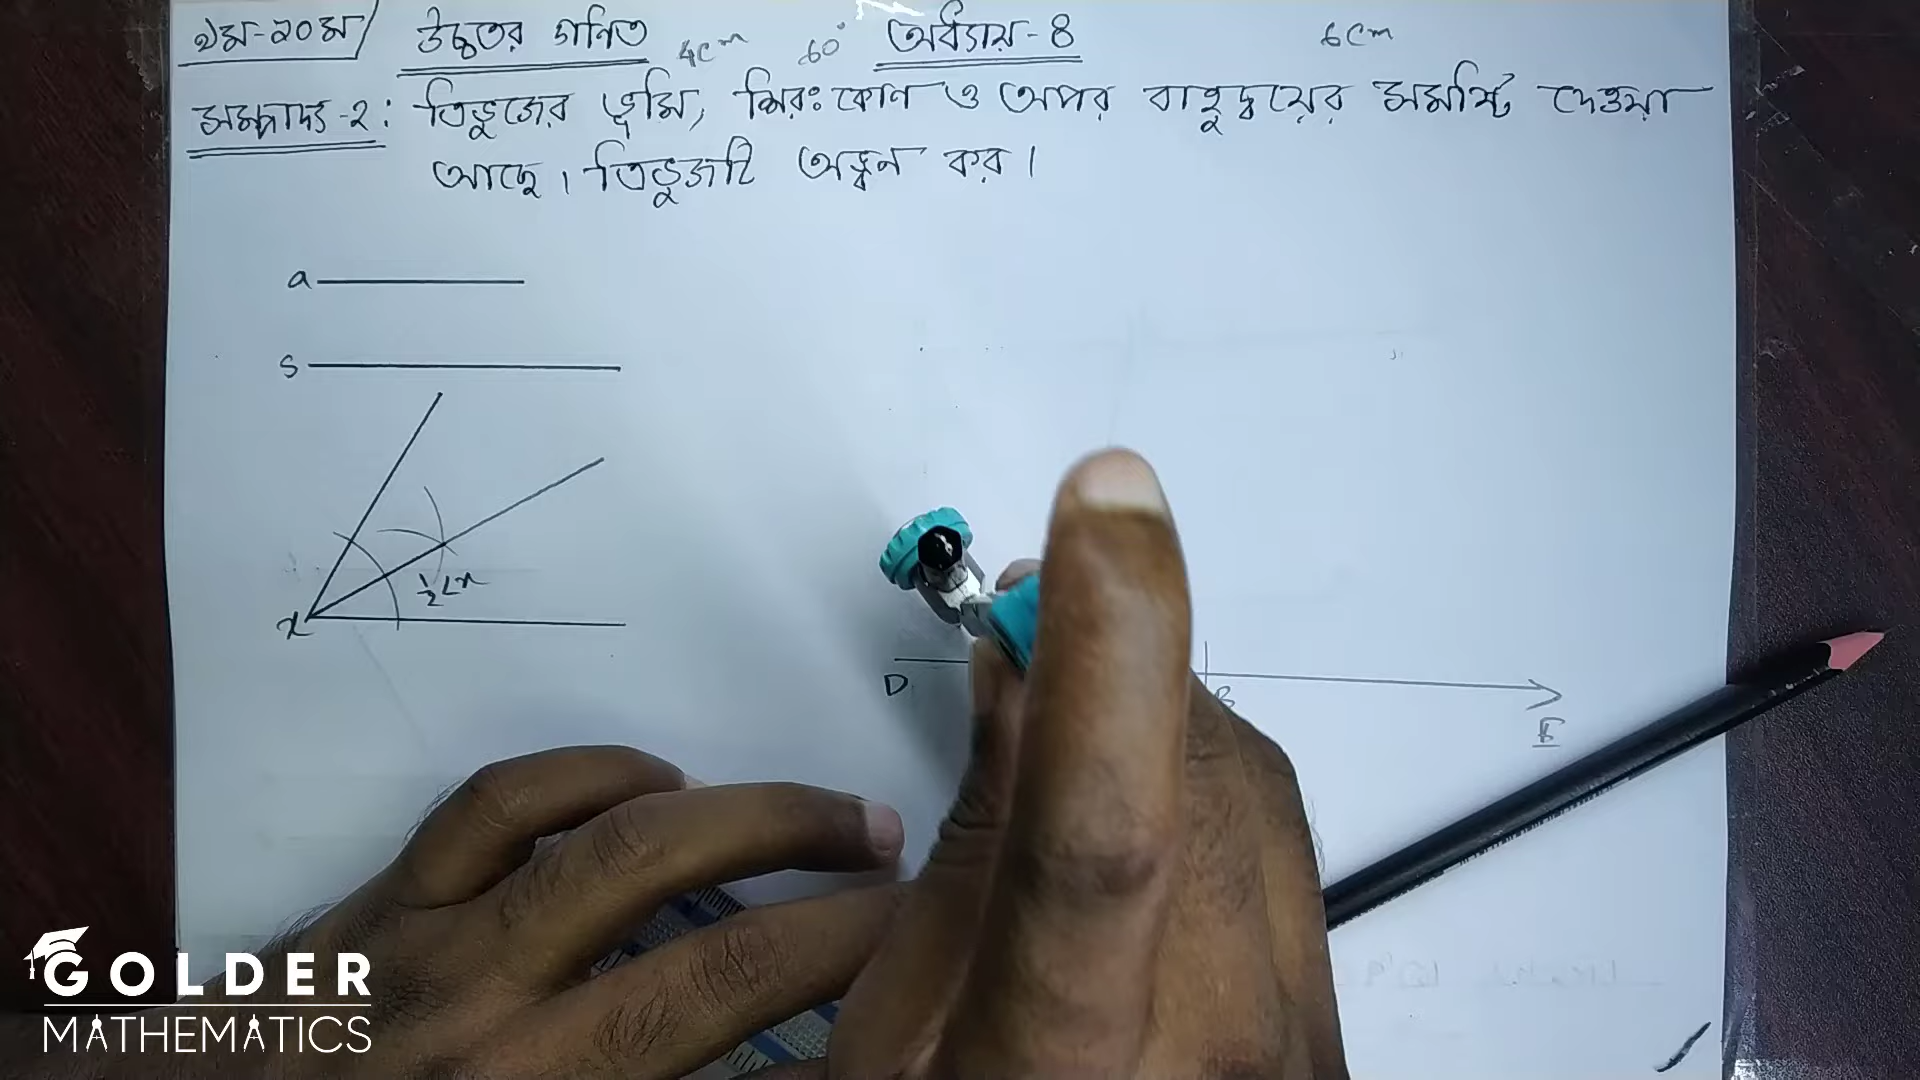 ৯ম-১০ম উচ্চতর গনিত 4cm 60° অধ্যায়-৪ 6cm
সম্পাদ্য-২: ত্রিভুজের ভূমি, শিরঃকোণ ও অপর বাহুদ্বয়ের সমষ্টি দেওয়া
আছে। ত্রিভুজটি অঙ্কন কর।
a
s
½∠x
x
D B
E
GOLDER
MATHEMATICS